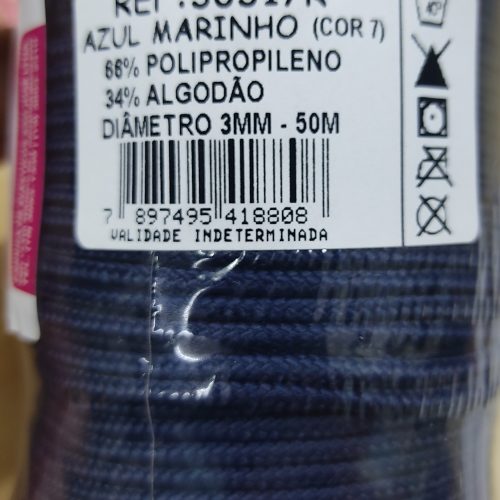 AZUL MARINHO (COR 7)
66% POLIPROPILENO
34% ALGODÃO
DIÂMETRO 3MM - 50M
7 897495 418808
VALIDADE INDETERMINADA